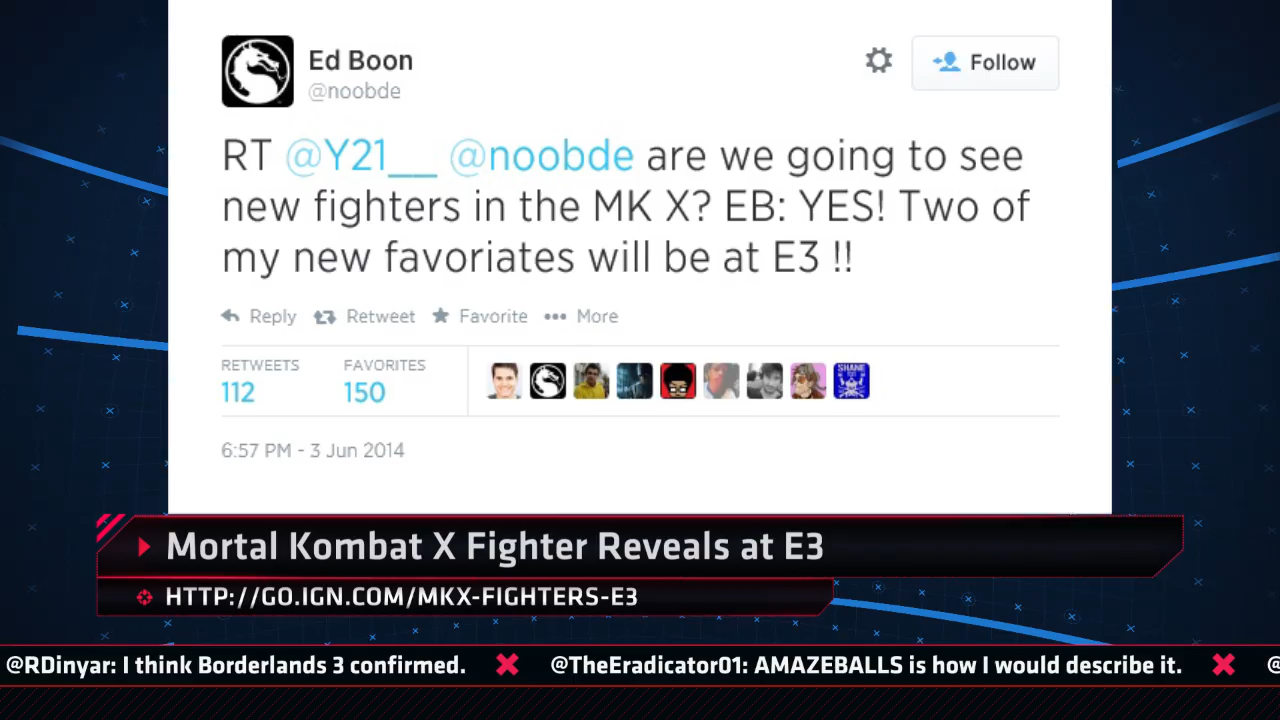 Ed Boon
@noobde
Follow
RT @Y21__ @noobde are we going to see
new fighters in the MK X? EB: YES! Two of
my new favoriates will be at E3 !!
Reply Retweet Favorite More
RETWEETS FAVORITES
112 150
SHANE
6:57 PM - 3 Jun 2014
Mortal Kombat X Fighter Reveals at E3
HTTP://GO.IGN.COM/MKX-FIGHTERS-E3
@RDinyar: I think Borderlands 3 confirmed. @TheEradicator01: AMAZEBALLS is how I would describe it. @